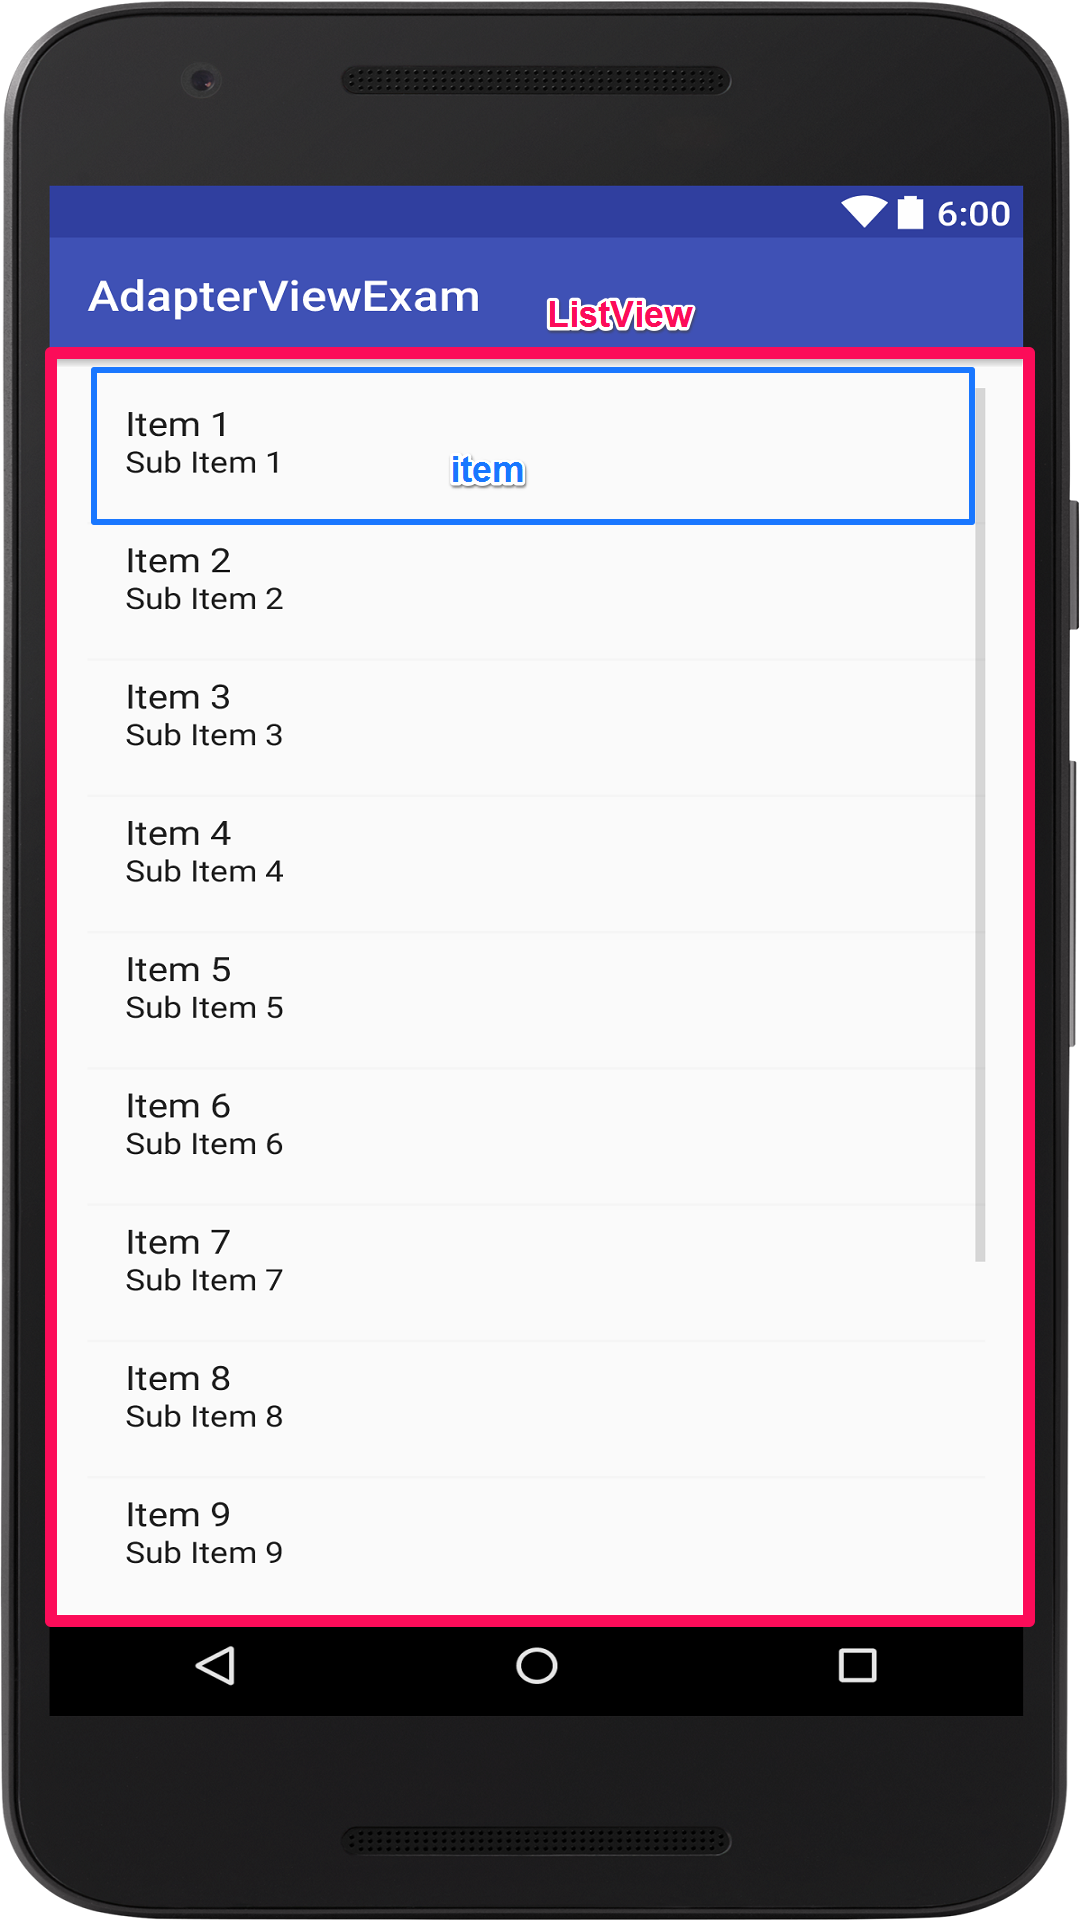 6:00
AdapterViewExam
ListView
Item 1
Sub Item 1
item
Item 2
Sub Item 2
Item 3
Sub Item 3
Item 4
Sub Item 4
Item 5
Sub Item 5
Item 6
Sub Item 6
Item 7
Sub Item 7
Item 8
Sub Item 8
Item 9
Sub Item 9